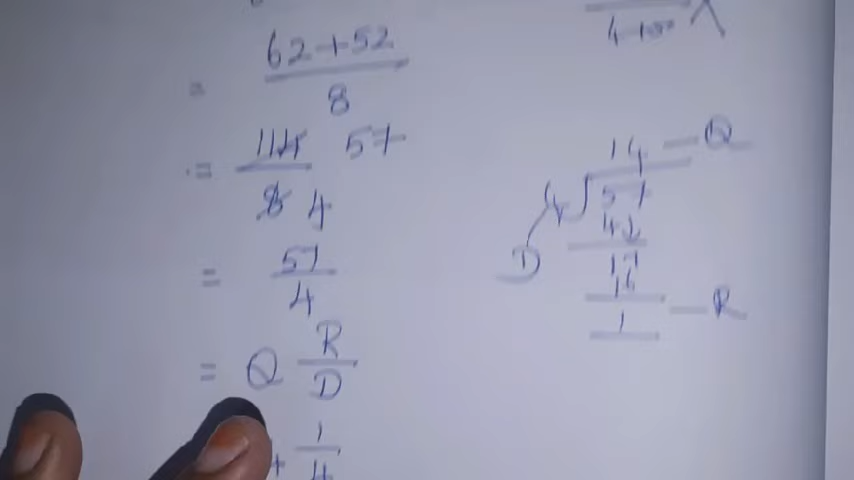 = 62+52 / 8
= 114 / 8 57 4
= 57 / 4
= Q R / D
+ 1 / 4
14 — Q
4 57
D 4↓
17
16
1 — R